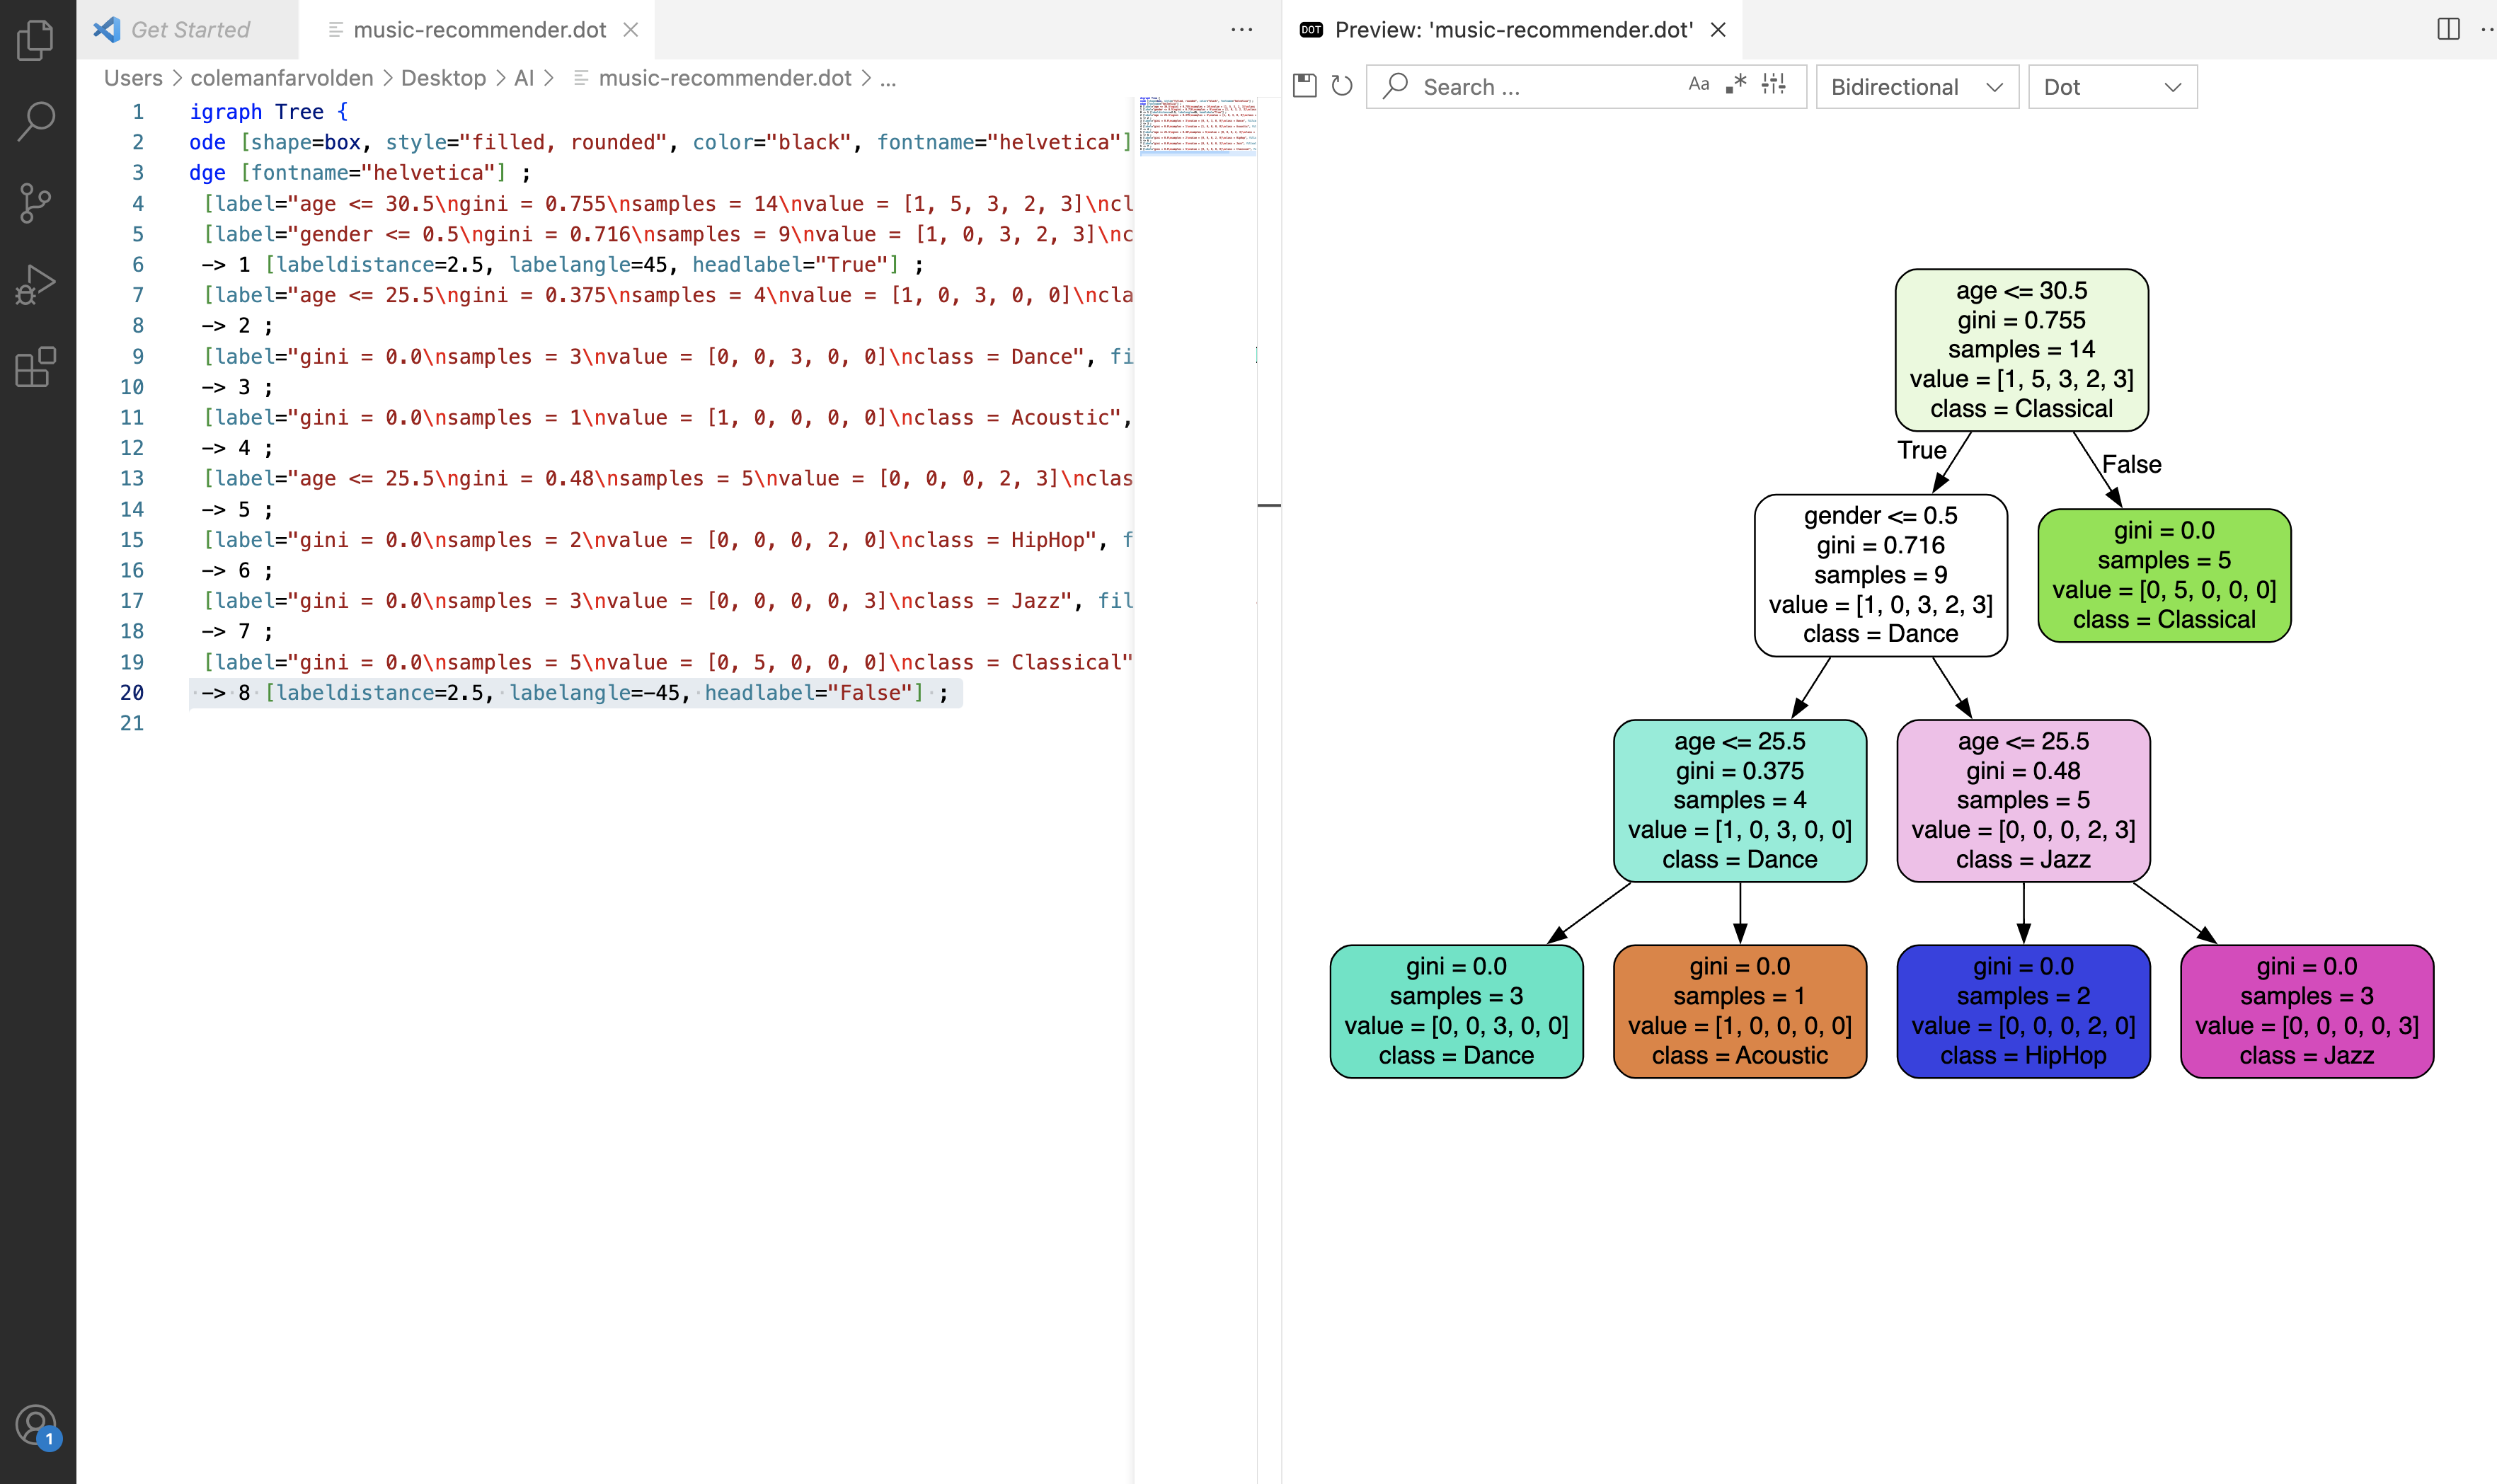 Get Started
music-recommender.dot
Preview: 'music-recommender.dot'
Users > colemanfarvolden > Desktop > AI > music-recommender.dot > ...
DOT
Search ...
Aa
Bidirectional
Dot
1 igraph Tree {
2 ode [shape=box, style="filled, rounded", color="black", fontname="helvetica"]
3 dge [fontname="helvetica"] ;
4 [label="age <= 30.5\ngini = 0.755\nsamples = 14\nvalue = [1, 5, 3, 2, 3]\ncl
5 [label="gender <= 0.5\ngini = 0.716\nsamples = 9\nvalue = [1, 0, 3, 2, 3]\nc
6 -> 1 [labeldistance=2.5, labelangle=45, headlabel="True"] ;
7 [label="age <= 25.5\ngini = 0.375\nsamples = 4\nvalue = [1, 0, 3, 0, 0]\ncla
8 -> 2 ;
9 [label="gini = 0.0\nsamples = 3\nvalue = [0, 0, 3, 0, 0]\nclass = Dance", fi
10 -> 3 ;
11 [label="gini = 0.0\nsamples = 1\nvalue = [1, 0, 0, 0, 0]\nclass = Acoustic",
12 -> 4 ;
13 [label="age <= 25.5\ngini = 0.48\nsamples = 5\nvalue = [0, 0, 0, 2, 3]\nclas
14 -> 5 ;
15 [label="gini = 0.0\nsamples = 2\nvalue = [0, 0, 0, 2, 0]\nclass = HipHop", f
16 -> 6 ;
17 [label="gini = 0.0\nsamples = 3\nvalue = [0, 0, 0, 0, 3]\nclass = Jazz", fil
18 -> 7 ;
19 [label="gini = 0.0\nsamples = 5\nvalue = [0, 5, 0, 0, 0]\nclass = Classical"
20 -> 8 [labeldistance=2.5, labelangle=-45, headlabel="False"] ;
21
age <= 30.5
gini = 0.755
samples = 14
value = [1, 5, 3, 2, 3]
class = Classical
True
False
gender <= 0.5
gini = 0.716
samples = 9
value = [1, 0, 3, 2, 3]
class = Dance
gini = 0.0
samples = 5
value = [0, 5, 0, 0, 0]
class = Classical
age <= 25.5
gini = 0.375
samples = 4
value = [1, 0, 3, 0, 0]
class = Dance
age <= 25.5
gini = 0.48
samples = 5
value = [0, 0, 0, 2, 3]
class = Jazz
gini = 0.0
samples = 3
value = [0, 0, 3, 0, 0]
class = Dance
gini = 0.0
samples = 1
value = [1, 0, 0, 0, 0]
class = Acoustic
gini = 0.0
samples = 2
value = [0, 0, 0, 2, 0]
class = HipHop
gini = 0.0
samples = 3
value = [0, 0, 0, 0, 3]
class = Jazz
1